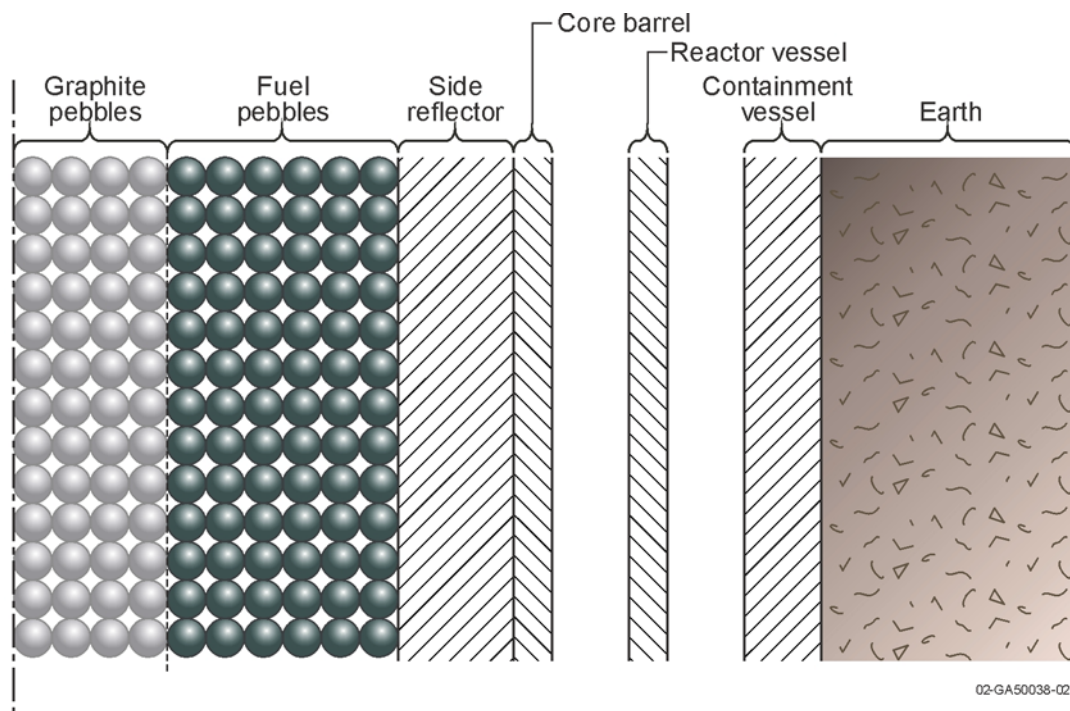 Core barrel
Reactor vessel
Graphite
pebbles
Fuel
pebbles
Side
reflector
Containment
vessel
Earth
02-GA50038-02